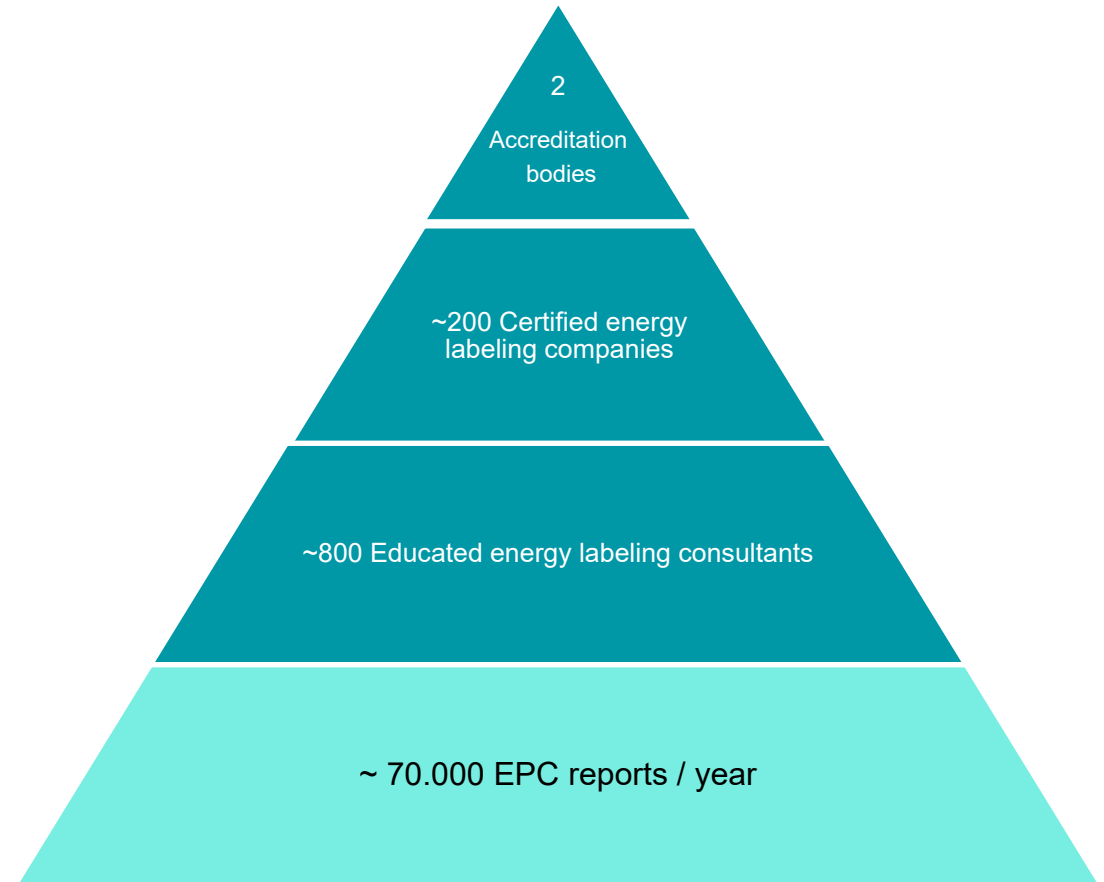 2
Accreditation
bodies
~200 Certified energy
labeling companies
~800 Educated energy labeling consultants
~ 70.000 EPC reports / year